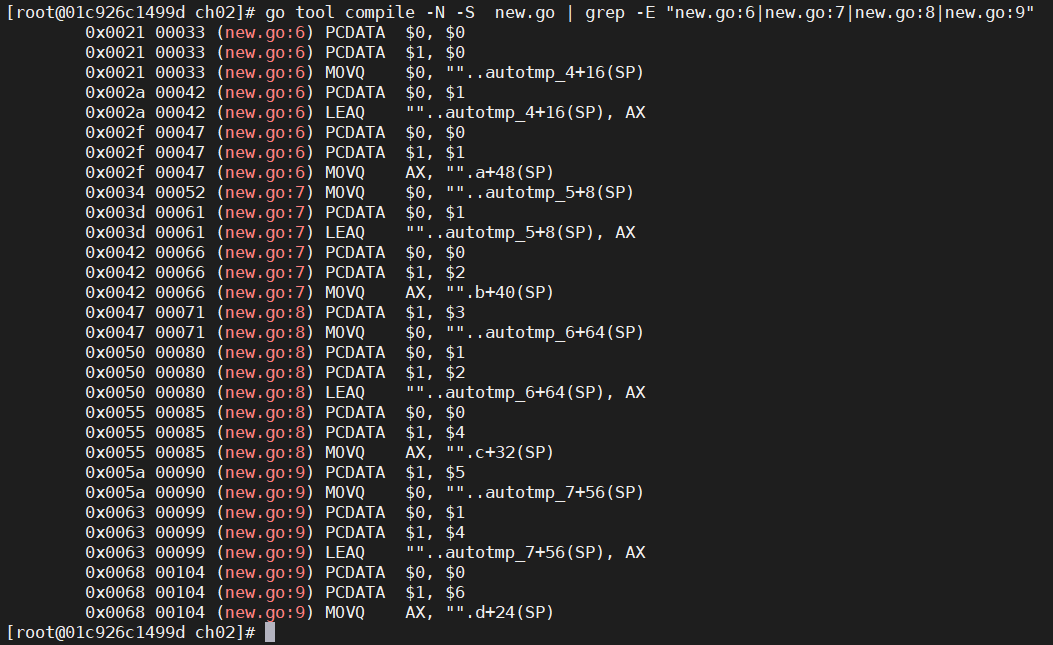 [root@01c926c1499d ch02]# go tool compile -N -S  new.go | grep -E "new.go:6|new.go:7|new.go:8|new.go:9"
        0x0021 00033 (new.go:6) PCDATA  $0, $0
        0x0021 00033 (new.go:6) PCDATA  $1, $0
        0x0021 00033 (new.go:6) MOVQ    $0, ""..autotmp_4+16(SP)
        0x002a 00042 (new.go:6) PCDATA  $0, $1
        0x002a 00042 (new.go:6) LEAQ    ""..autotmp_4+16(SP), AX
        0x002f 00047 (new.go:6) PCDATA  $0, $0
        0x002f 00047 (new.go:6) PCDATA  $1, $1
        0x002f 00047 (new.go:6) MOVQ    AX, "".a+48(SP)
        0x0034 00052 (new.go:7) MOVQ    $0, ""..autotmp_5+8(SP)
        0x003d 00061 (new.go:7) PCDATA  $0, $1
        0x003d 00061 (new.go:7) LEAQ    ""..autotmp_5+8(SP), AX
        0x0042 00066 (new.go:7) PCDATA  $0, $0
        0x0042 00066 (new.go:7) PCDATA  $1, $2
        0x0042 00066 (new.go:7) MOVQ    AX, "".b+40(SP)
        0x0047 00071 (new.go:8) PCDATA  $1, $3
        0x0047 00071 (new.go:8) MOVQ    $0, ""..autotmp_6+64(SP)
        0x0050 00080 (new.go:8) PCDATA  $0, $1
        0x0050 00080 (new.go:8) PCDATA  $1, $2
        0x0050 00080 (new.go:8) LEAQ    ""..autotmp_6+64(SP), AX
        0x0055 00085 (new.go:8) PCDATA  $0, $0
        0x0055 00085 (new.go:8) PCDATA  $1, $4
        0x0055 00085 (new.go:8) MOVQ    AX, "".c+32(SP)
        0x005a 00090 (new.go:9) PCDATA  $1, $5
        0x005a 00090 (new.go:9) MOVQ    $0, ""..autotmp_7+56(SP)
        0x0063 00099 (new.go:9) PCDATA  $0, $1
        0x0063 00099 (new.go:9) PCDATA  $1, $4
        0x0063 00099 (new.go:9) LEAQ    ""..autotmp_7+56(SP), AX
        0x0068 00104 (new.go:9) PCDATA  $0, $0
        0x0068 00104 (new.go:9) PCDATA  $1, $6
        0x0068 00104 (new.go:9) MOVQ    AX, "".d+24(SP)
[root@01c926c1499d ch02]#